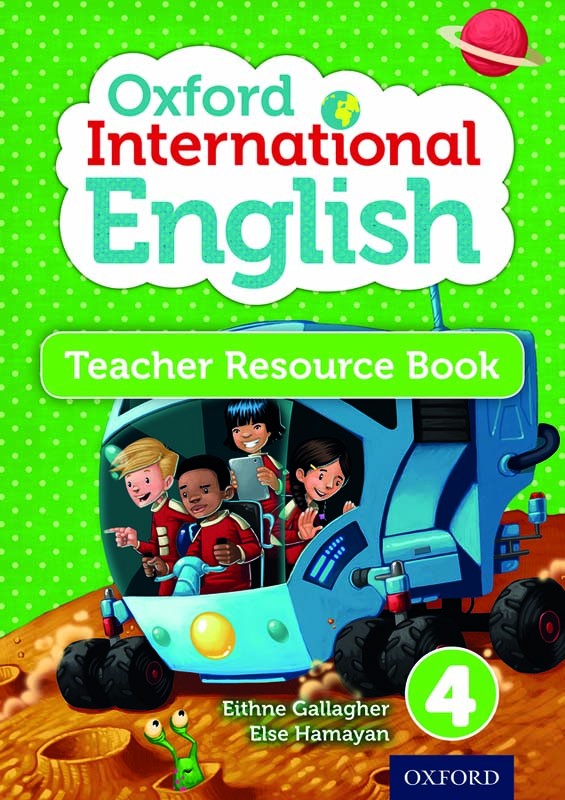 Oxford
International
English
Teacher Resource Book
Eithne Gallagher
Else Hamayan
4
OXFORD